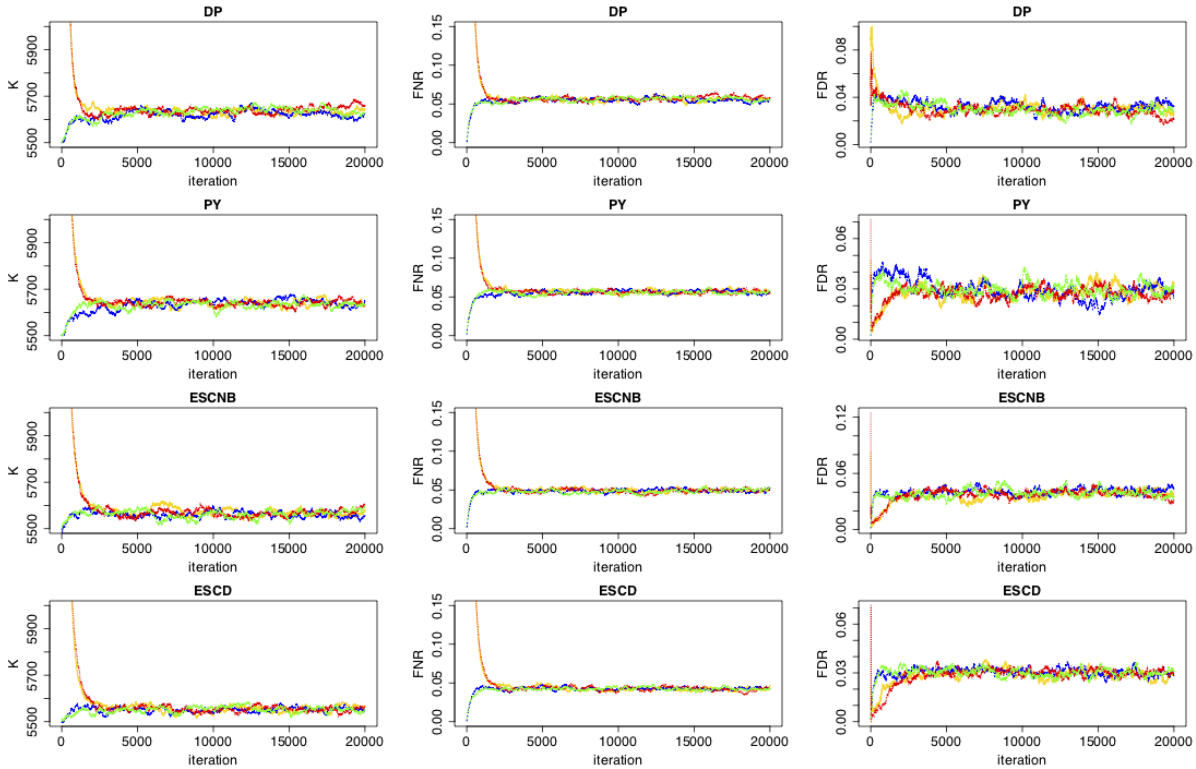 DP DP DP
K 5500 5700 5900
FNR 0.00 0.05 0.10 0.15
FDR 0.00 0.04 0.08
0 5000 10000 15000 20000 0 5000 10000 15000 20000 0 5000 10000 15000 20000
iteration iteration iteration
PY PY PY
K 5500 5700 5900
FNR 0.00 0.05 0.10 0.15
FDR 0.00 0.03 0.06
0 5000 10000 15000 20000 0 5000 10000 15000 20000 0 5000 10000 15000 20000
iteration iteration iteration
ESCNB ESCNB ESCNB
K 5500 5700 5900
FNR 0.00 0.05 0.10 0.15
FDR 0.00 0.06 0.12
0 5000 10000 15000 20000 0 5000 10000 15000 20000 0 5000 10000 15000 20000
iteration iteration iteration
ESCD ESCD ESCD
K 5500 5700 5900
FNR 0.00 0.05 0.10 0.15
FDR 0.00 0.03 0.06
0 5000 10000 15000 20000 0 5000 10000 15000 20000 0 5000 10000 15000 20000
iteration iteration iteration